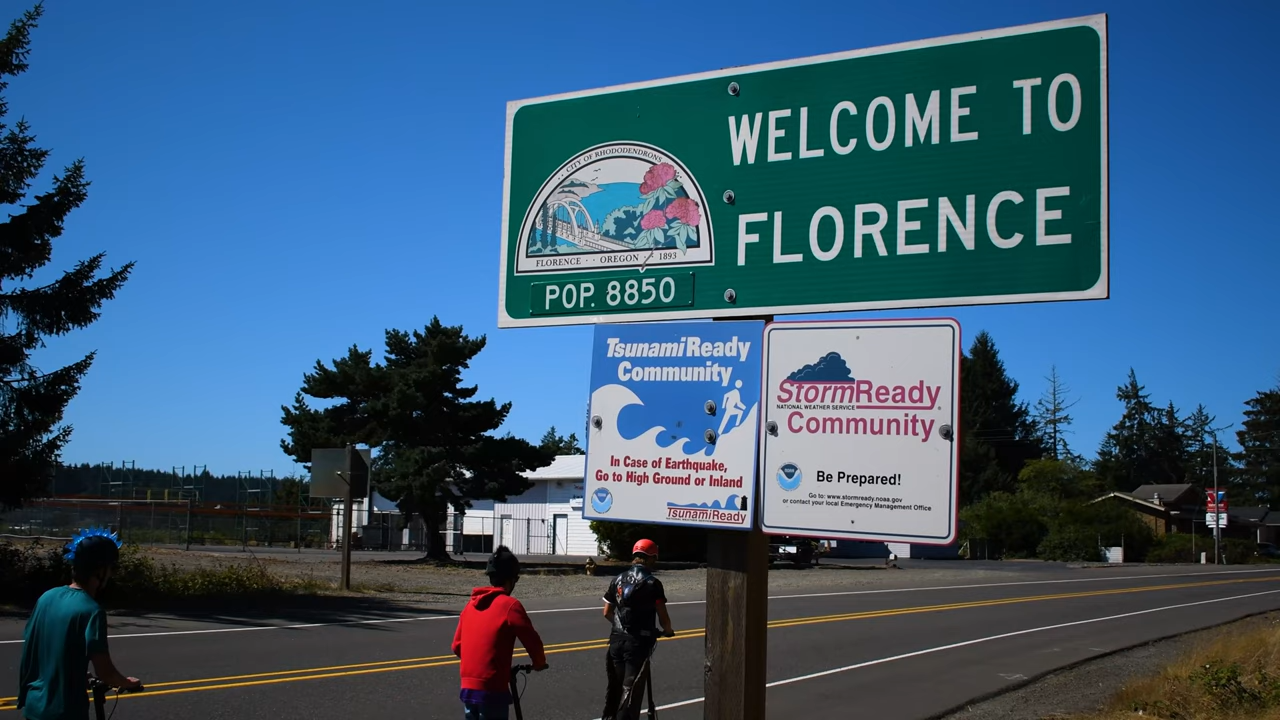 WELCOME TO
FLORENCE
CITY OF RHODODENDRONS
FLORENCE · · OREGON · · 1893
POP. 8850
TsunamiReady
Community
In Case of Earthquake,
Go to High Ground or Inland
TsunamiReady
StormReady
NATIONAL WEATHER SERVICE
Community
Be Prepared!
Go to: www.stormready.noaa.gov
or contact your local Emergency Management Office